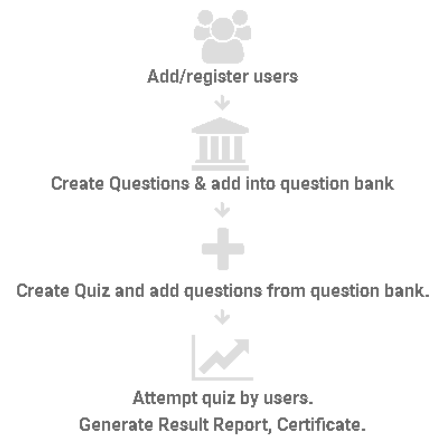 Add/register users
Create Questions & add into question bank
Create Quiz and add questions from question bank.
Attempt quiz by users.
Generate Result Report, Certificate.